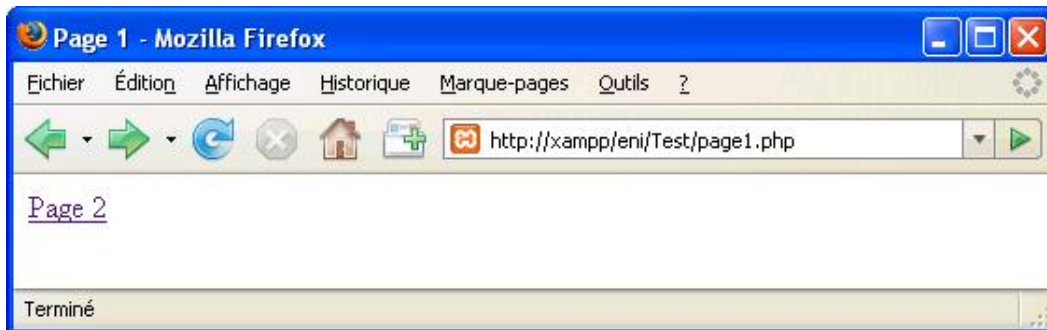 Page 1 - Mozilla Firefox
Fichier Édition Affichage Historique Marque-pages Outils ?
http://xampp/eni/Test/page1.php
Page 2
Terminé